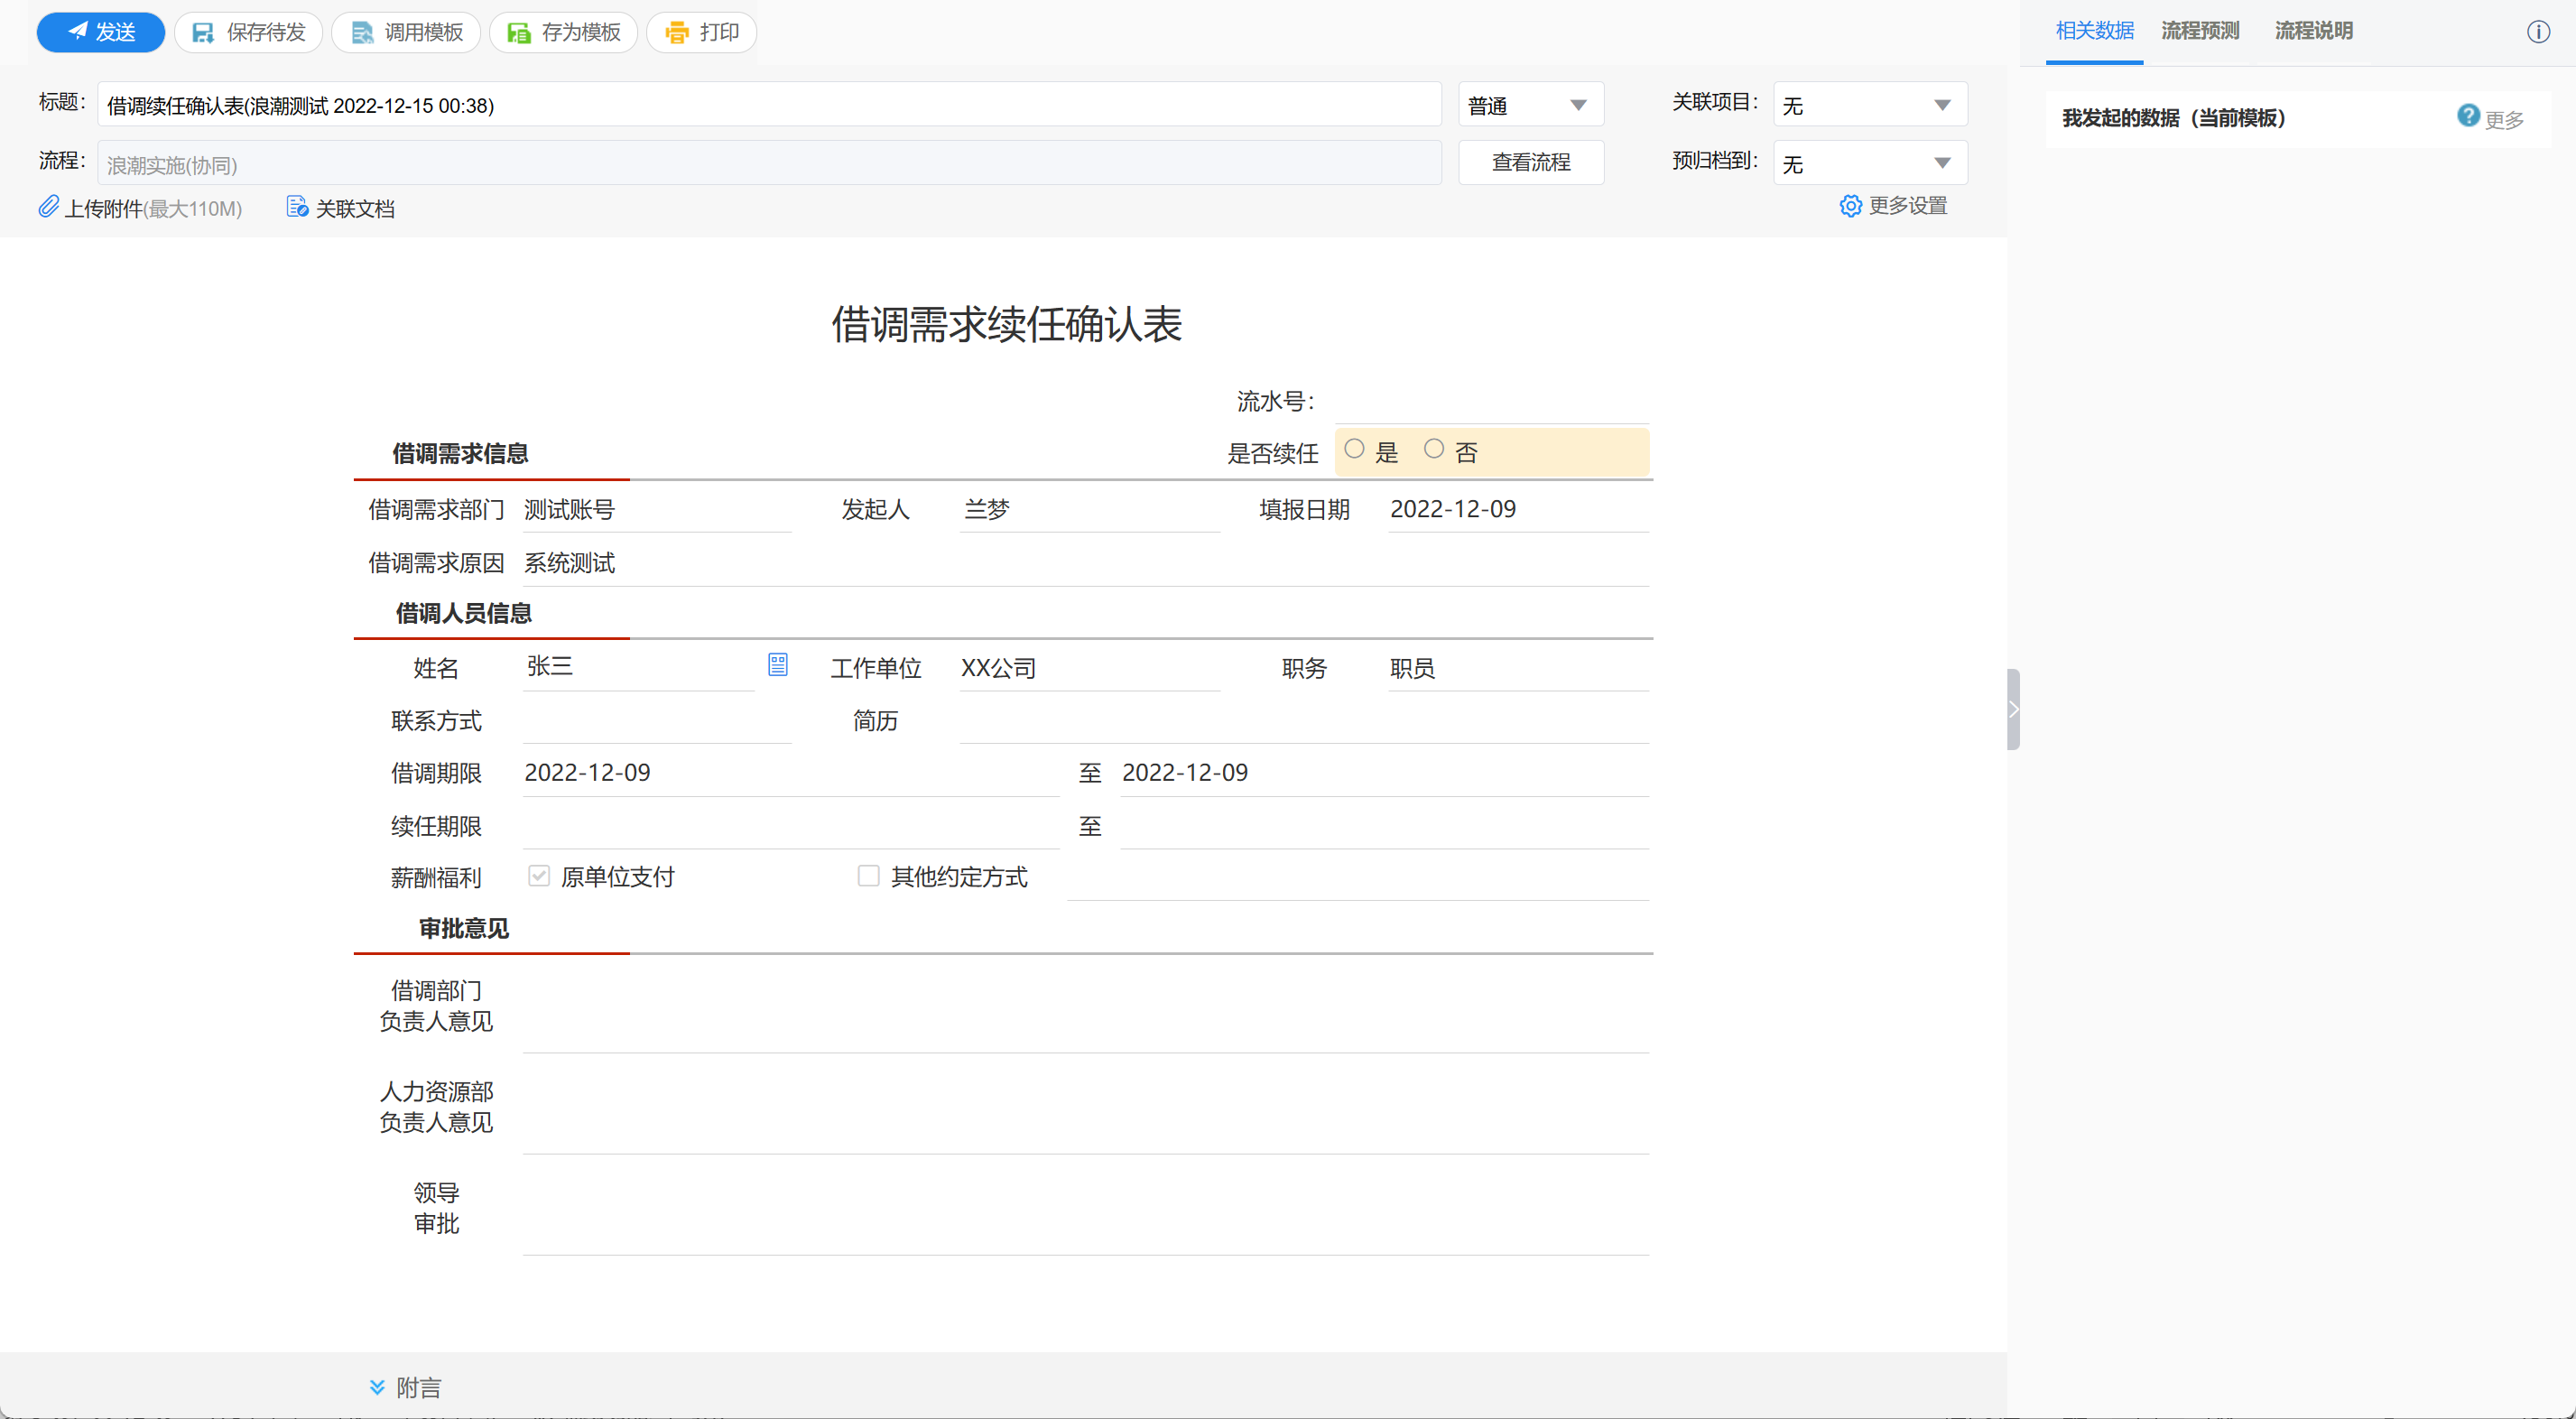 发送 保存待发 调用模板 存为模板 打印
相关数据 流程预测 流程说明
标题： 借调续任确认表(浪潮测试 2022-12-15 00:38) 普通 关联项目： 无
我发起的数据（当前模板） 更多
流程： 浪潮实施(协同) 查看流程 预归档到： 无
上传附件(最大110M) 关联文档 更多设置
借调需求续任确认表
流水号：
借调需求信息 是否续任 是 否
借调需求部门 测试账号 发起人 兰梦 填报日期 2022-12-09
借调需求原因 系统测试
借调人员信息
姓名 张三 工作单位 XX公司 职务 职员
联系方式 简历
借调期限 2022-12-09 至 2022-12-09
续任期限 至
薪酬福利 原单位支付 其他约定方式
审批意见
借调部门
负责人意见
人力资源部
负责人意见
领导
审批
附言